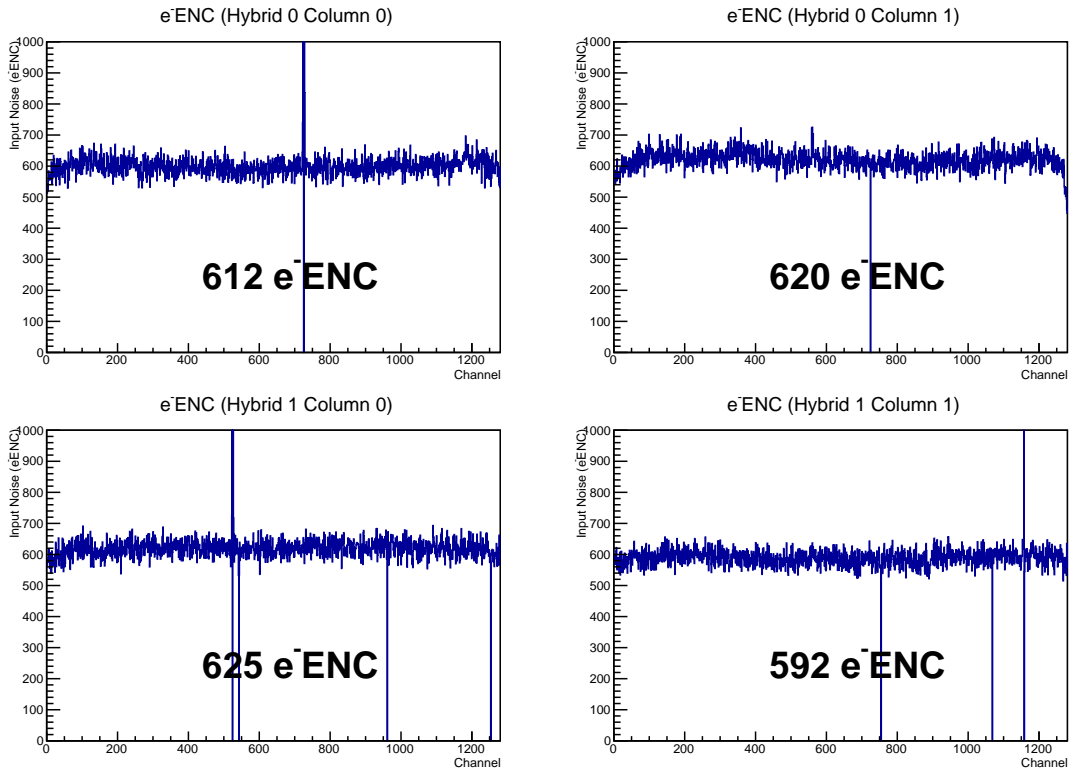 e⁻ENC (Hybrid 0 Column 0)
Input Noise (e⁻ENC)
1000
900
800
700
600
500
400
300
200
100
0
612 e⁻ENC
0 200 400 600 800 1000 1200
Channel
e⁻ENC (Hybrid 0 Column 1)
Input Noise (e⁻ENC)
1000
900
800
700
600
500
400
300
200
100
0
620 e⁻ENC
0 200 400 600 800 1000 1200
Channel
e⁻ENC (Hybrid 1 Column 0)
Input Noise (e⁻ENC)
1000
900
800
700
600
500
400
300
200
100
0
625 e⁻ENC
0 200 400 600 800 1000 1200
Channel
e⁻ENC (Hybrid 1 Column 1)
Input Noise (e⁻ENC)
1000
900
800
700
600
500
400
300
200
100
0
592 e⁻ENC
0 200 400 600 800 1000 1200
Channel